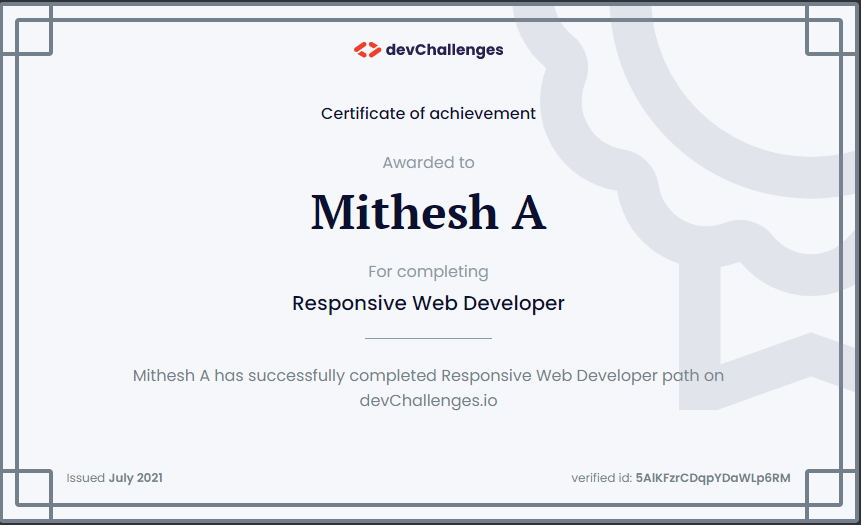 devChallenges
Certificate of achievement
Awarded to
Mithesh A
For completing
Responsive Web Developer
Mithesh A has successfully completed Responsive Web Developer path on
devChallenges.io
Issued July 2021
verified id: 5AlKFzrCDqpYDaWLp6RM